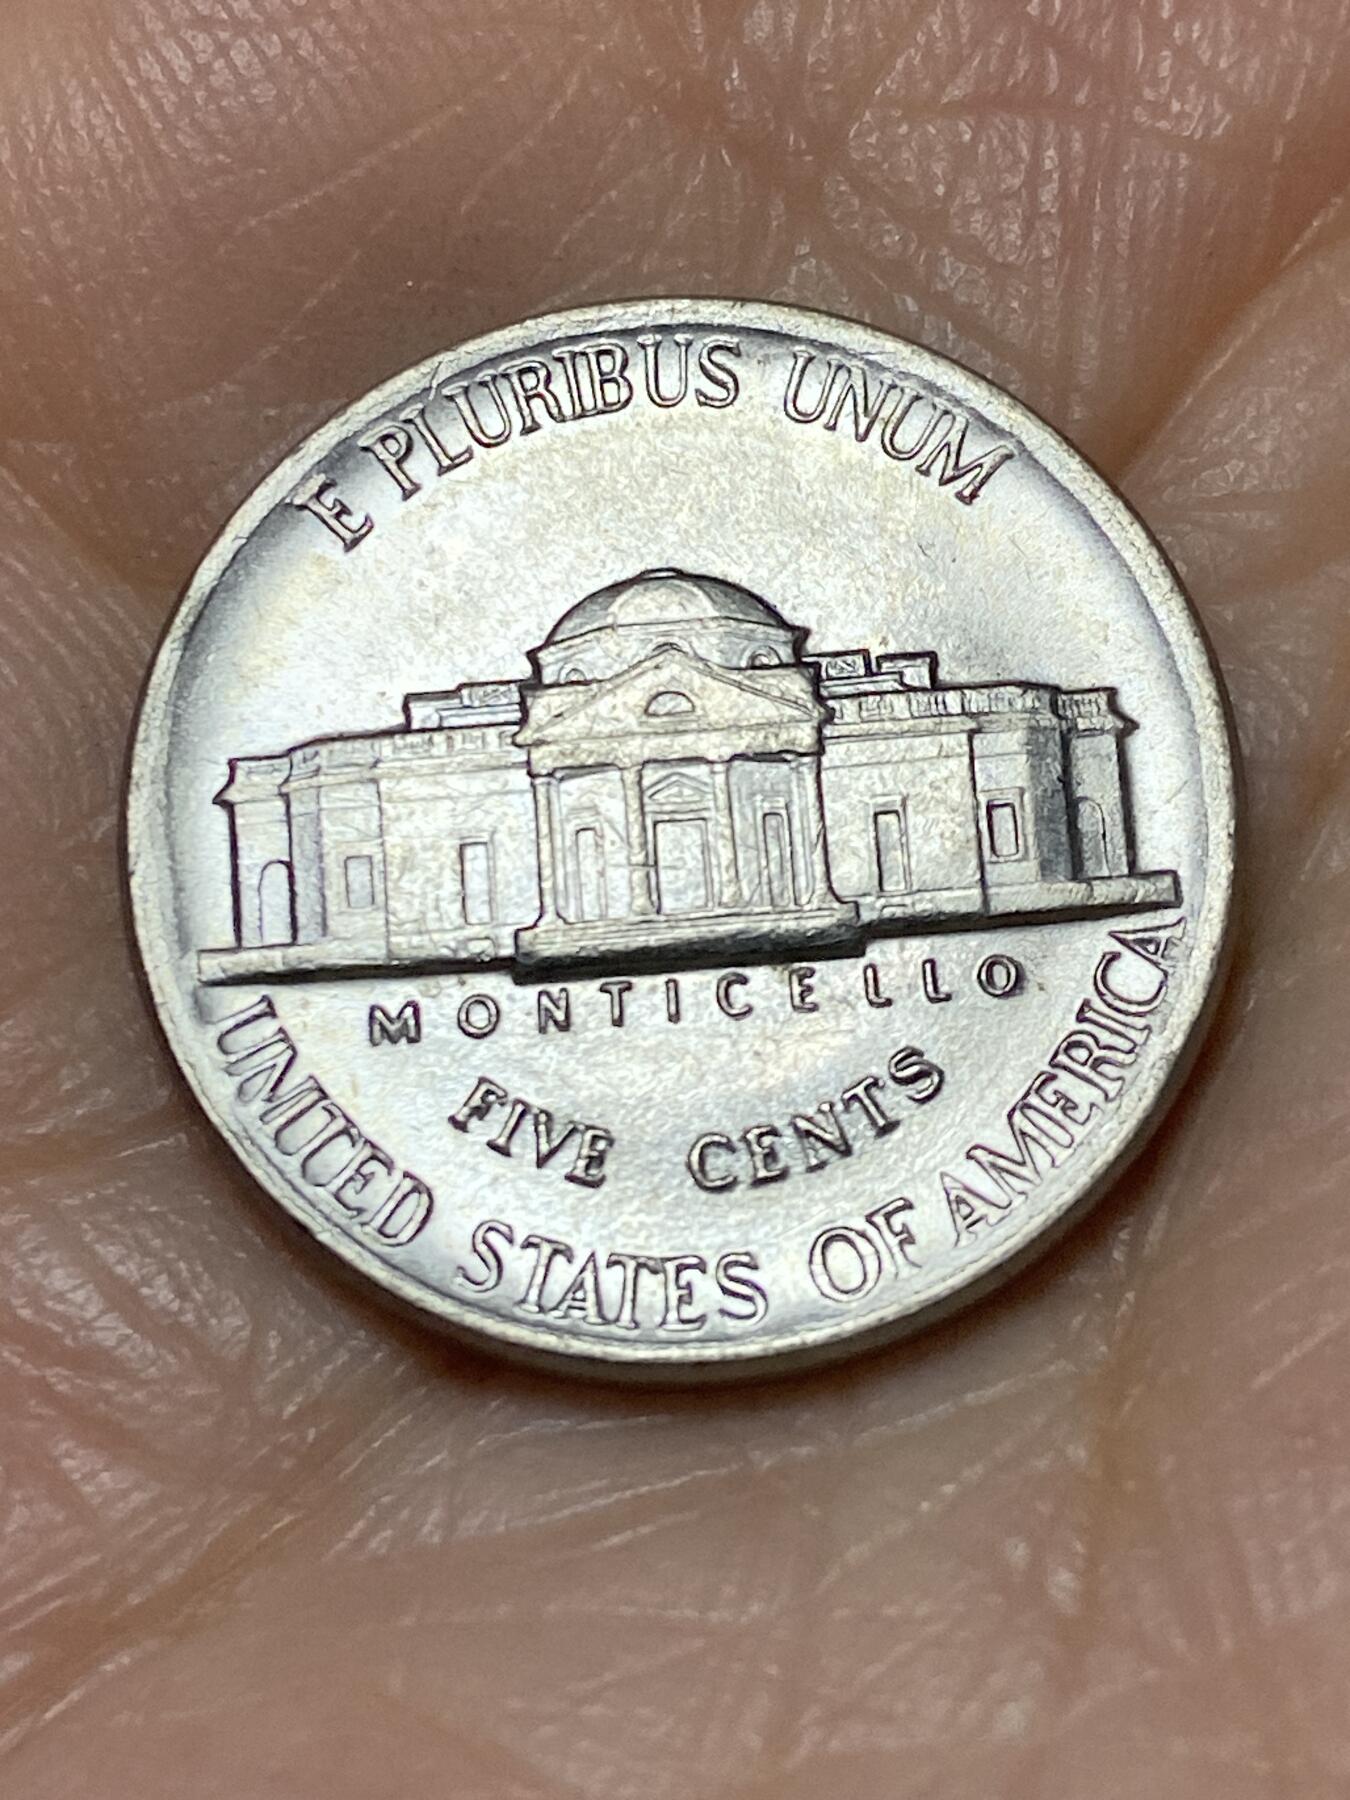 E PLURIBUS UNUM
MONTICELLO
FIVE CENTS
UNITED STATES OF AMERICA